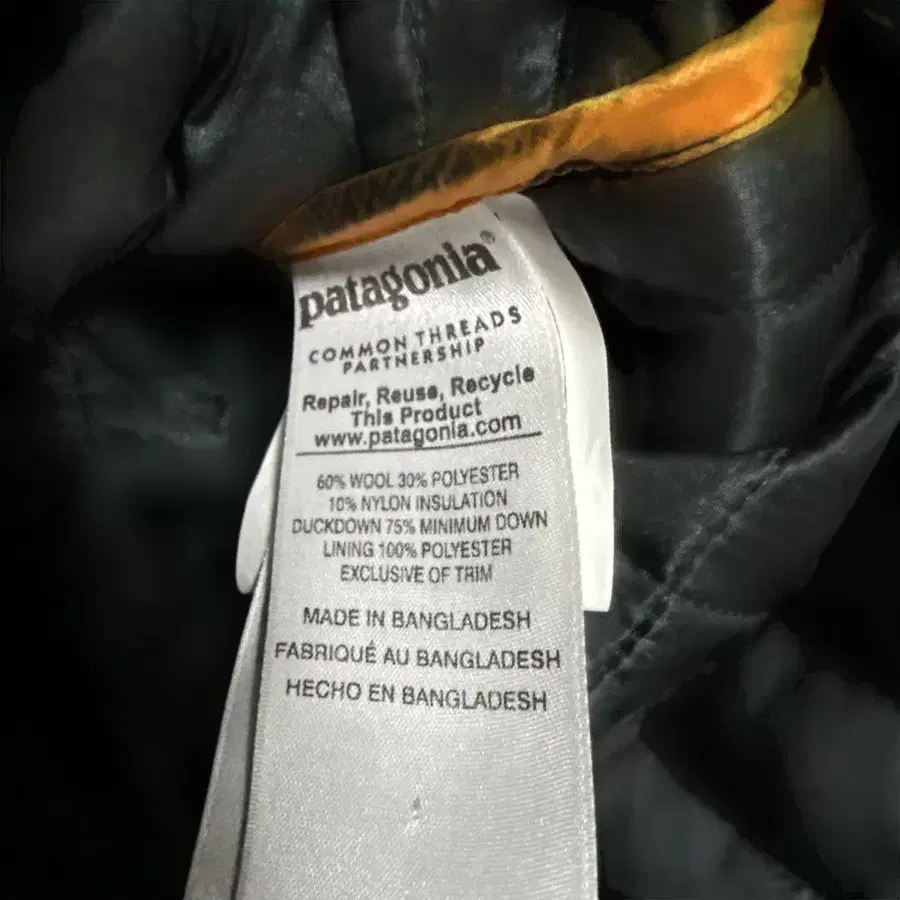 patagonia®
COMMON THREADS
PARTNERSHIP
Repair, Reuse, Recycle
This Product
www.patagonia.com
60% WOOL 30% POLYESTER
10% NYLON INSULATION
DUCKDOWN 75% MINIMUM DOWN
LINING 100% POLYESTER
EXCLUSIVE OF TRIM
MADE IN BANGLADESH
FABRIQUÉ AU BANGLADESH
HECHO EN BANGLADESH